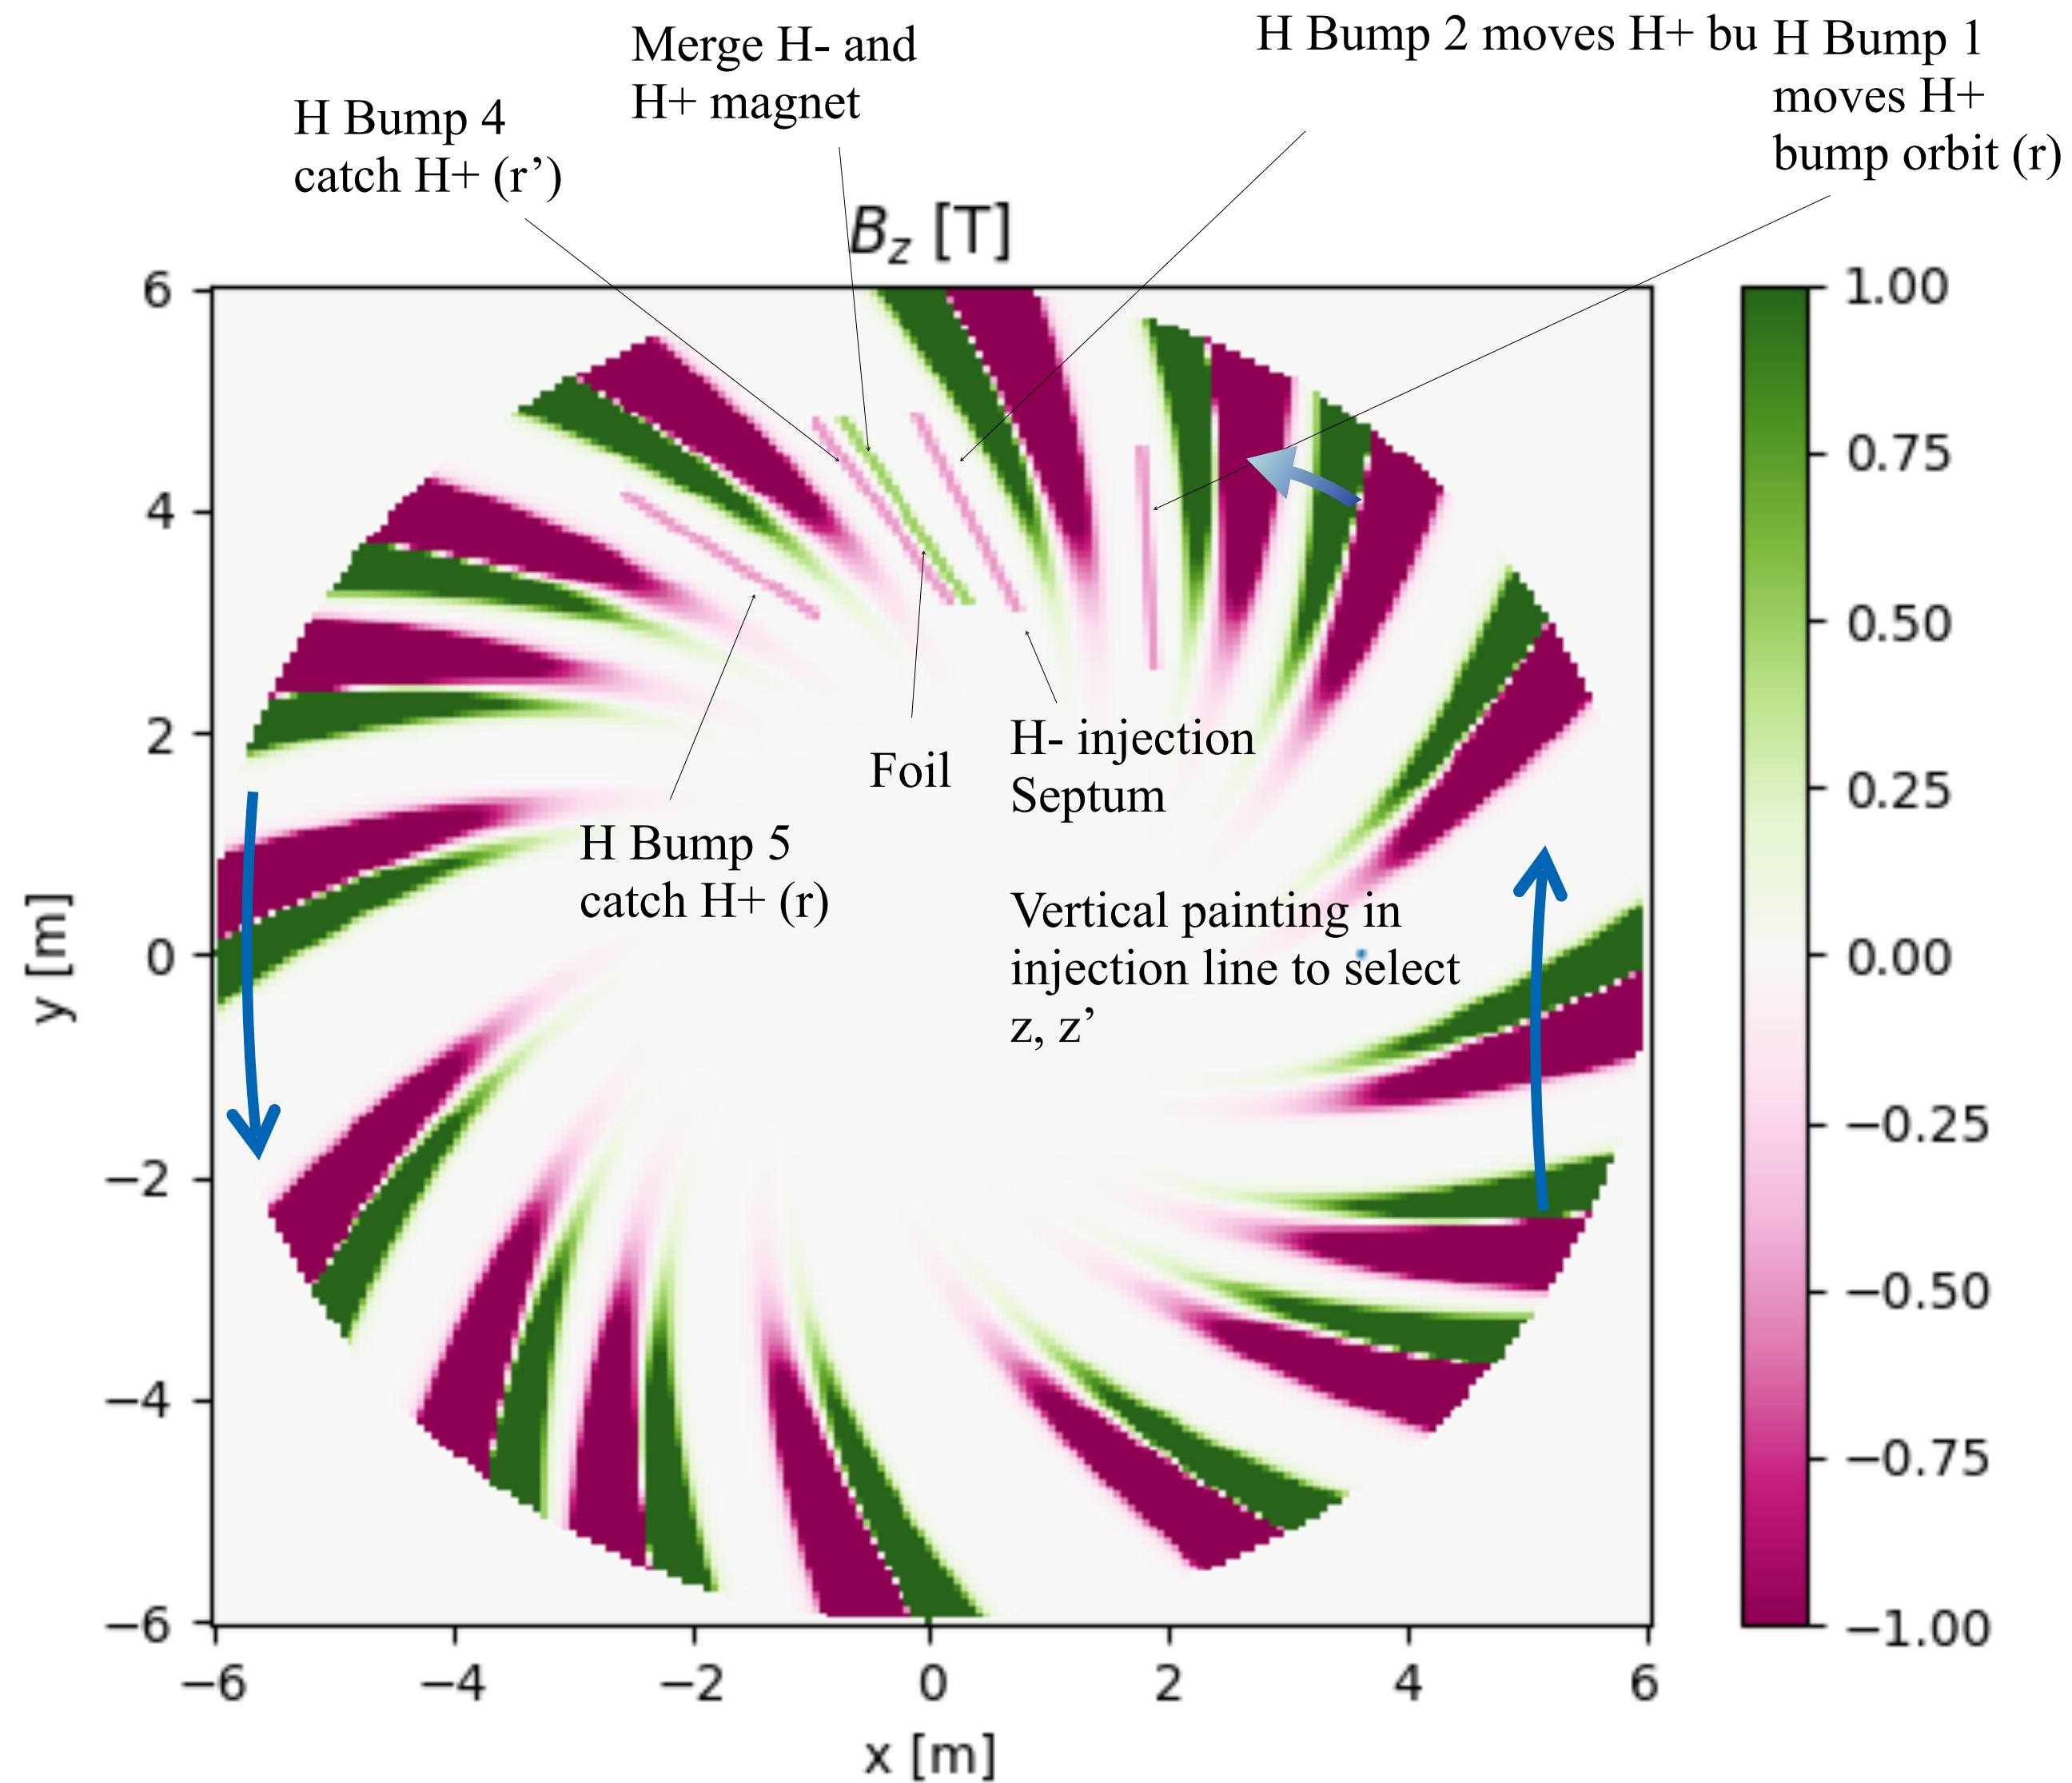 Merge H- and
H+ magnet
H Bump 2 moves H+ bu
H Bump 1
moves H+
bump orbit (r)
H Bump 4
catch H+ (r’)
Bz [T]
6
4
2
0
−2
−4
−6
y [m]
−6
−4
−2
0
2
4
6
x [m]
1.00
0.75
0.50
0.25
0.00
−0.25
−0.50
−0.75
−1.00
Foil
H- injection
Septum
H Bump 5
catch H+ (r)
Vertical painting in
injection line to select
z, z’